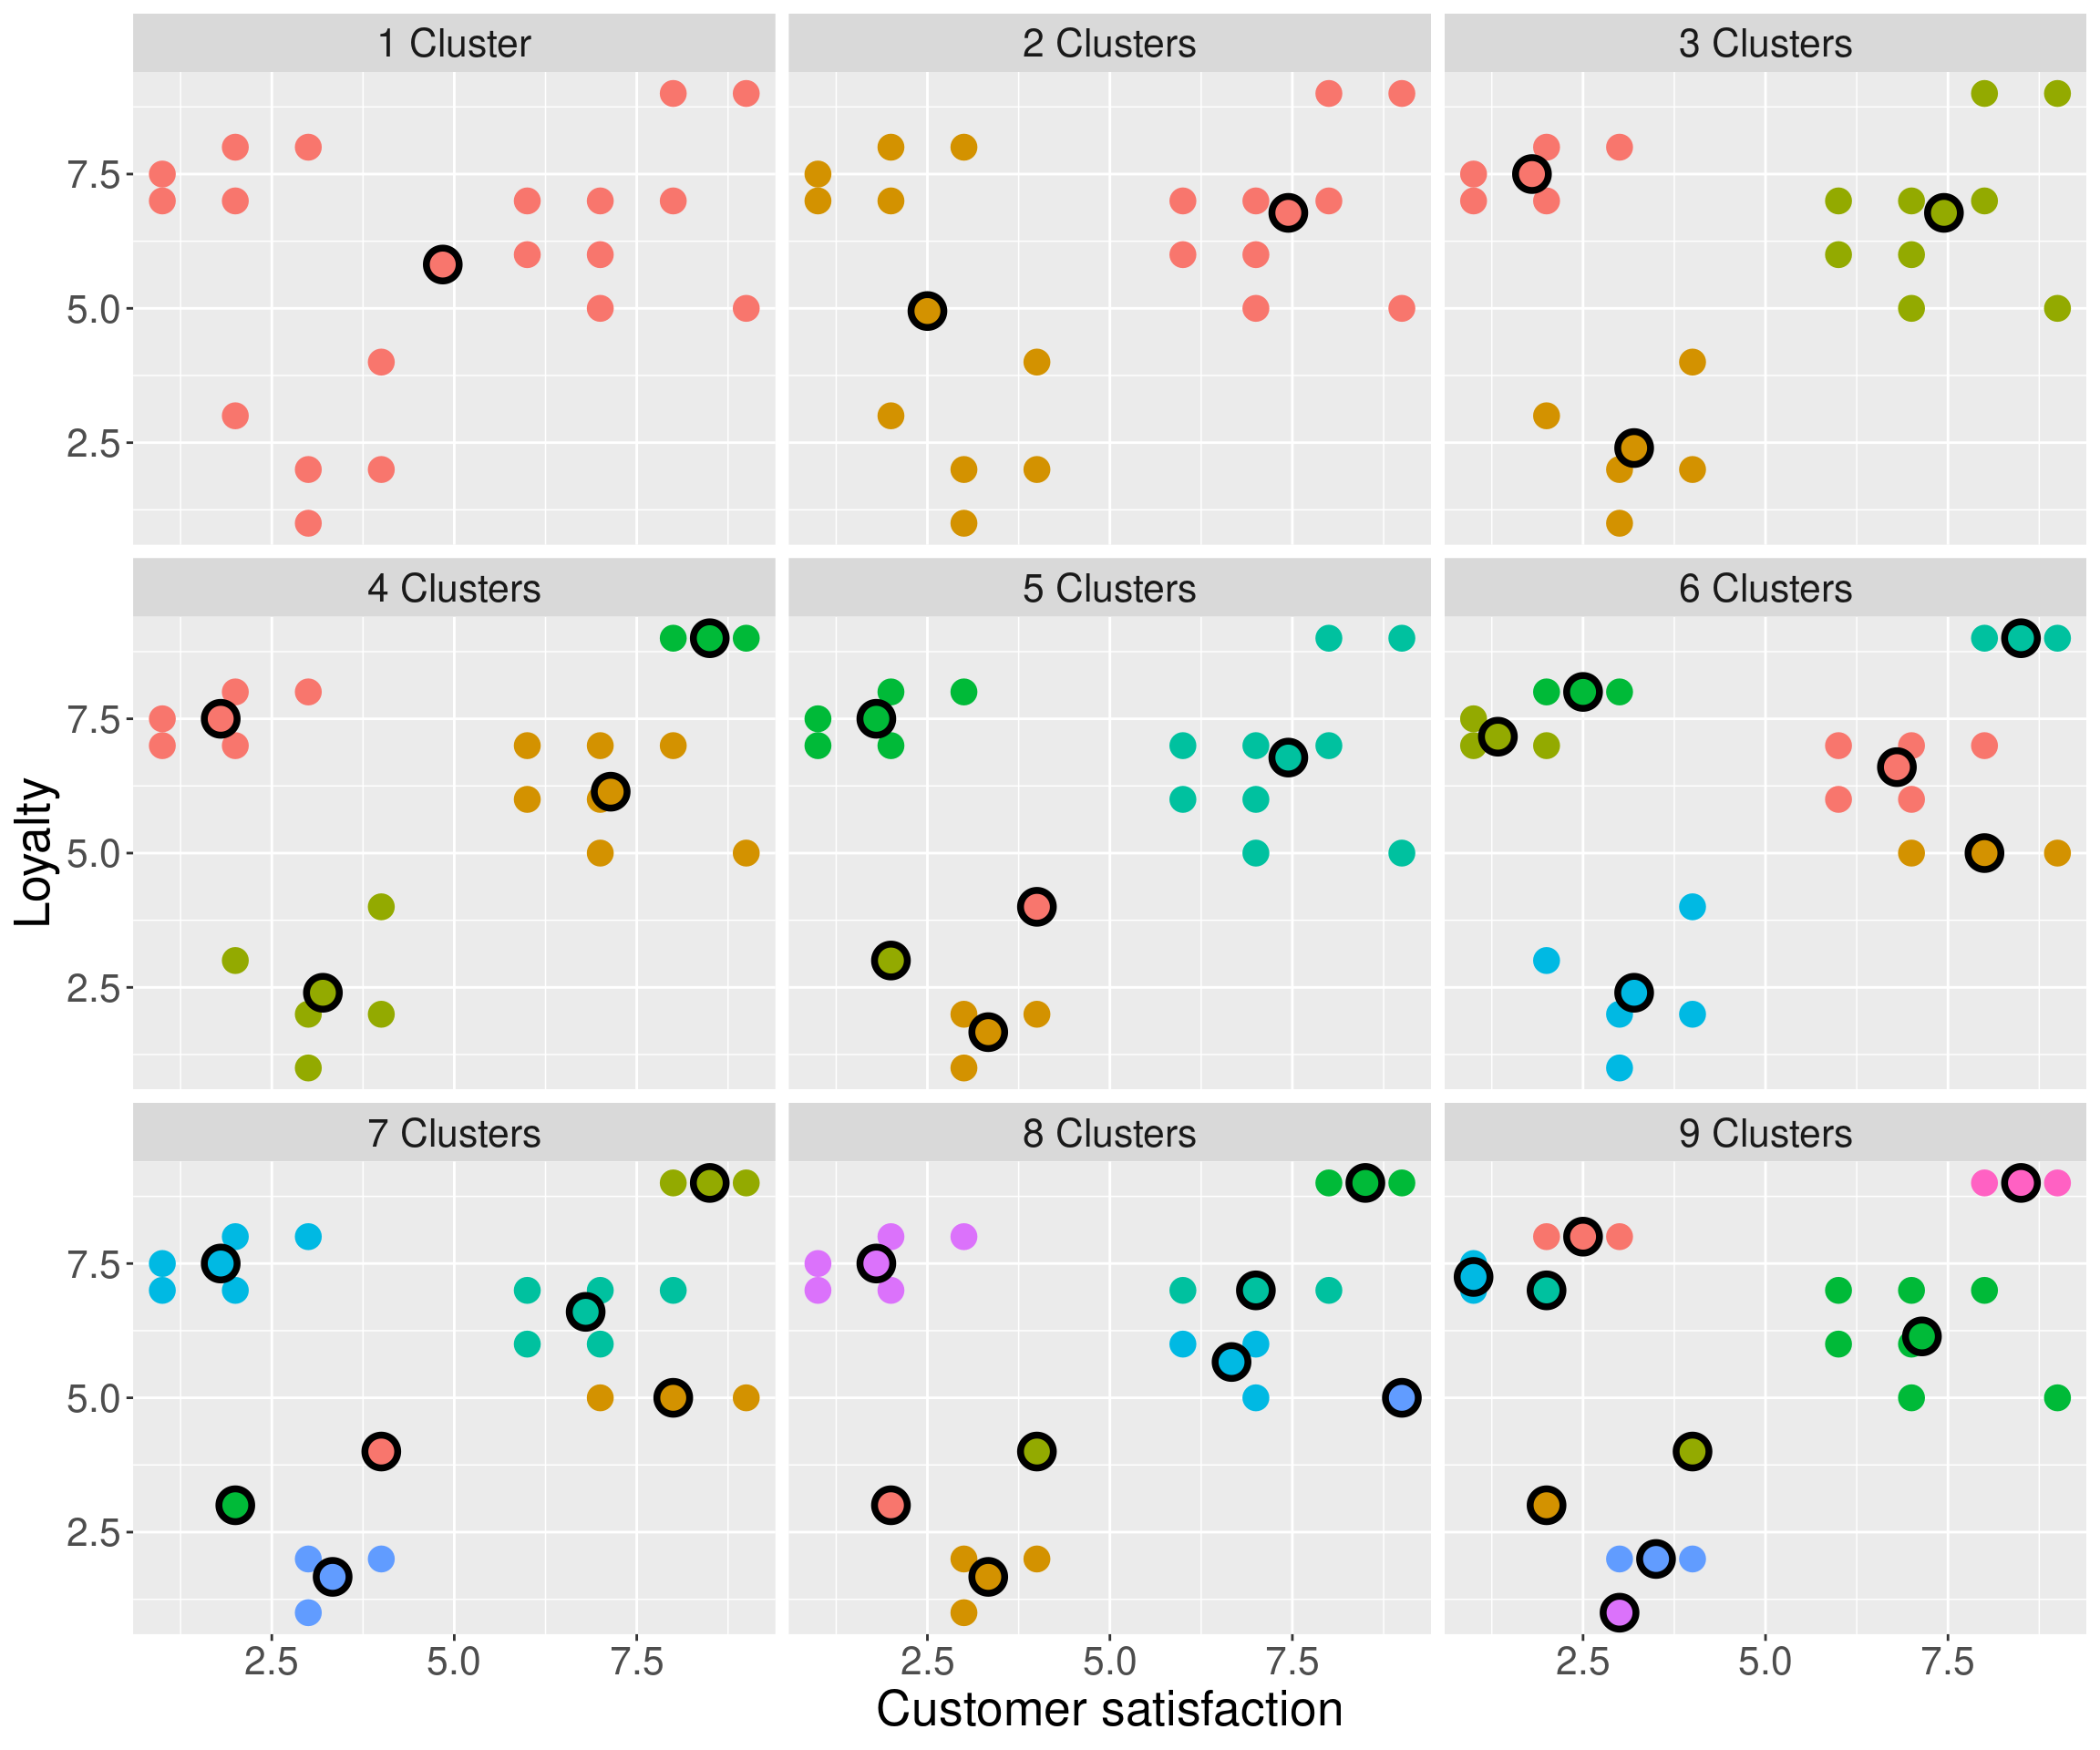 1 Cluster
2 Clusters
3 Clusters
7.5
5.0
2.5
4 Clusters
5 Clusters
6 Clusters
Loyalty
7.5
5.0
2.5
7 Clusters
8 Clusters
9 Clusters
7.5
5.0
2.5
2.5 5.0 7.5
2.5 5.0 7.5
2.5 5.0 7.5
Customer satisfaction